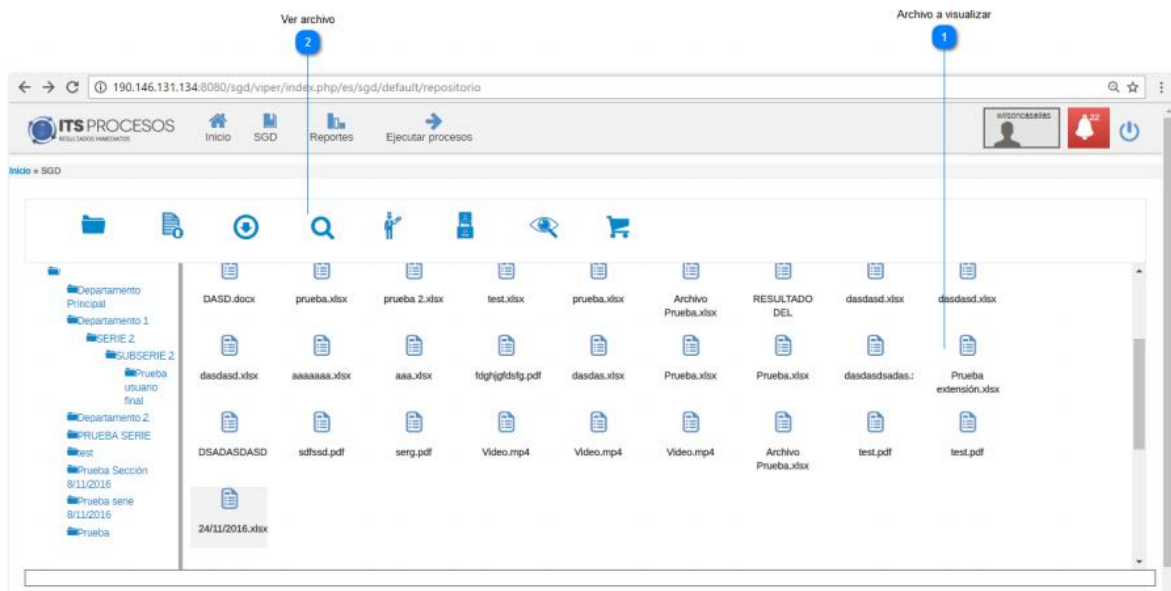 Ver archivo
Archivo a visualizar
2
1
190.146.131.134:8080/sgd/viper/index.php/es/sgd/default/repositorio
ITS PROCESOS
RESULTADOS INMEDIATOS
Inicio
SGD
Reportes
Ejecutar procesos
wilsoncasallas
22
Inicio » SGD
Departamento
Principal
Departamento 1
SERIE 2
SUBSERIE 2
Prueba
usuario
final
Departamento 2
PRUEBA SERIE
test
Prueba Sección
8/11/2016
Prueba serie
8/11/2016
Prueba
DASD.docx
prueba.xlsx
prueba 2.xlsx
test.xlsx
prueba.xlsx
Archivo
Prueba.xlsx
RESULTADO
DEL
dasdasd.xlsx
dasdasd.xlsx
dasdasd.xlsx
aaaaaaa.xlsx
aaa.xlsx
fdghjgfdsfg.pdf
dasdas.xlsx
Prueba.xlsx
Prueba.xlsx
dasdasdsadas.:
Prueba
extensión.xlsx
DSADASDASD
sdfssd.pdf
serg.pdf
Video.mp4
Video.mp4
Video.mp4
Archivo
Prueba.xlsx
test.pdf
test.pdf
24/11/2016.xlsx